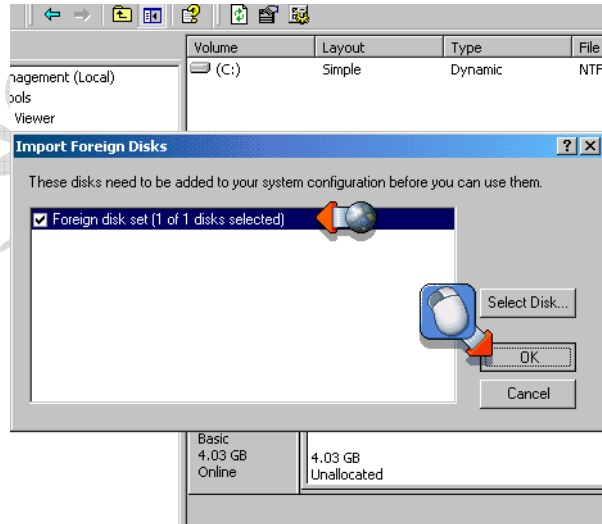 Volume Layout Type File
(C:) Simple Dynamic NTF
nagement (Local)
ools
Viewer
Import Foreign Disks
These disks need to be added to your system configuration before you can use them.
Foreign disk set (1 of 1 disks selected)
Select Disk...
OK
Cancel
Basic
4.03 GB
Online
4.03 GB
Unallocated